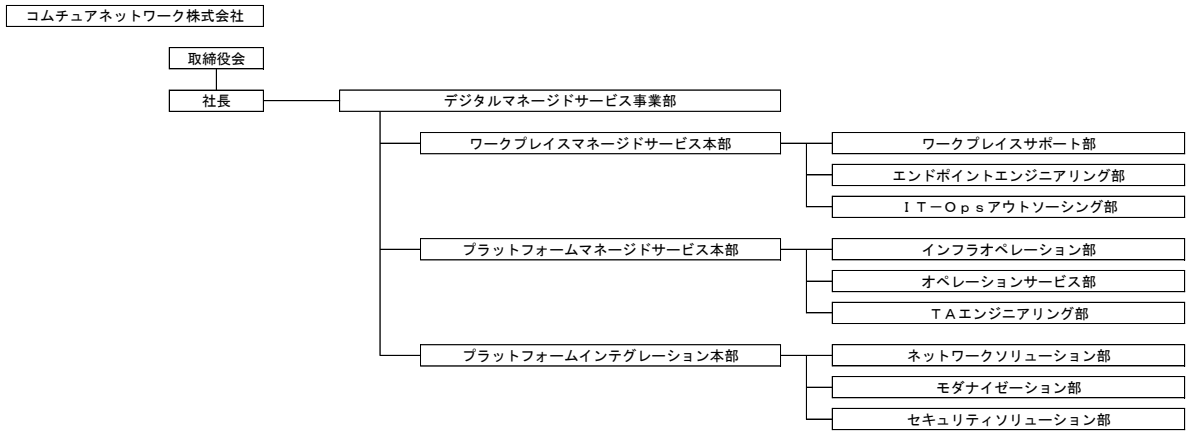 コムチュアネットワーク株式会社
取締役会
社長
デジタルマネージドサービス事業部
ワークプレイスマネージドサービス本部
ワークプレイスサポート部
エンドポイントエンジニアリング部
ＩＴ－Ｏｐｓアウトソーシング部
プラットフォームマネージドサービス本部
インフラオペレーション部
オペレーションサービス部
ＴＡエンジニアリング部
プラットフォームインテグレーション本部
ネットワークソリューション部
モダナイゼーション部
セキュリティソリューション部